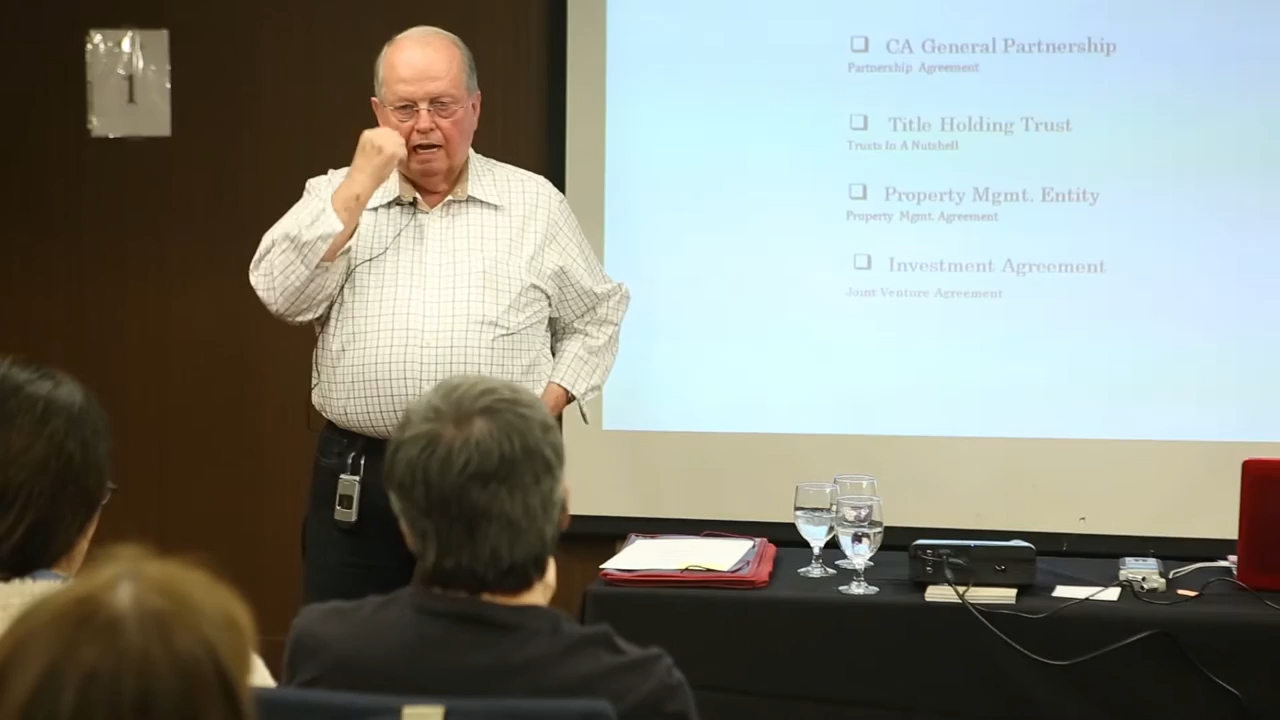 1
❑ CA General Partnership
Partnership Agreement
❑ Title Holding Trust
Trusts In A Nutshell
❑ Property Mgmt. Entity
Property Mgmt. Agreement
❑ Investment Agreement
Joint Venture Agreement